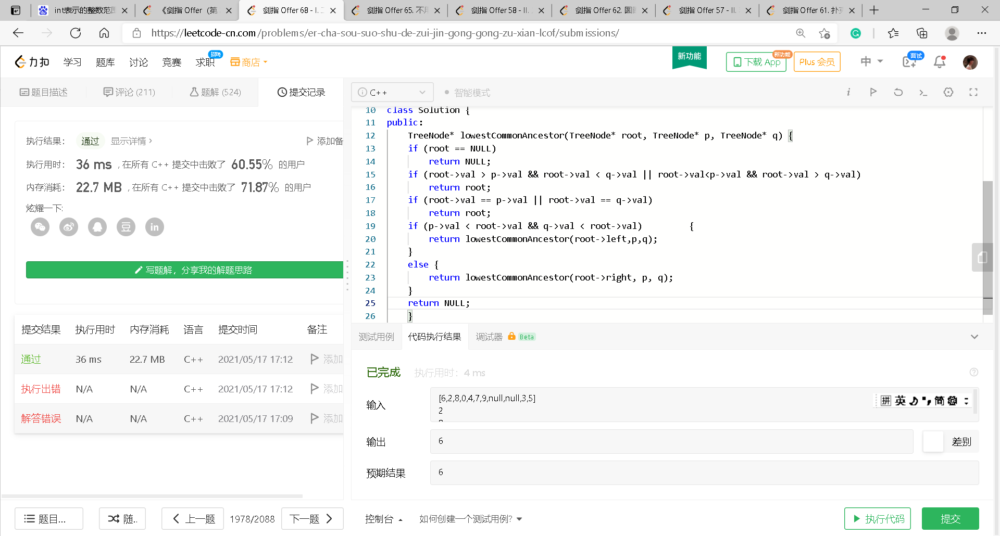 int表示的整数范围
《剑指 Offer（第
剑指 Offer 68 - I. 二
剑指 Offer 65. 不用
剑指 Offer 58 - II.
剑指 Offer 62. 圆圈
剑指 Offer 57 - II.
剑指 Offer 61. 扑克
https://leetcode-cn.com/problems/er-cha-sou-suo-shu-de-zui-jin-gong-gong-zu-xian-lcof/submissions/
力扣 学习 题库 讨论 竞赛 求职 招聘 商店 新功能 下载 App 新功能 Plus 会员 中 面试
题目描述 评论 (211) 题解 (524) 提交记录
C++ 智能模式
执行结果： 通过 显示详情 > 添加备
执行用时： 36 ms , 在所有 C++ 提交中击败了 60.55% 的用户
内存消耗： 22.7 MB , 在所有 C++ 提交中击败了 71.87% 的用户
炫耀一下:
豆 in
写题解，分享我的解题思路
提交结果 执行用时 内存消耗 语言 提交时间 备注
通过 36 ms 22.7 MB C++ 2021/05/17 17:12 添加
执行出错 N/A N/A C++ 2021/05/17 17:12 添加
解答错误 N/A N/A C++ 2021/05/17 17:09 添加
10 class Solution {
11 public:
12 TreeNode* lowestCommonAncestor(TreeNode* root, TreeNode* p, TreeNode* q) {
13 if (root == NULL)
14 return NULL;
15 if (root->val > p->val && root->val < q->val || root->val<p->val && root->val > q->val)
16 return root;
17 if (root->val == p->val || root->val == q->val)
18 return root;
19 if (p->val < root->val && q->val < root->val) {
20 return lowestCommonAncestor(root->left,p,q);
21 }
22 else {
23 return lowestCommonAncestor(root->right, p, q);
24 }
25 return NULL;
26 }
测试用例 代码执行结果 调试器 Beta
已完成 执行用时：4 ms
输入
[6,2,8,0,4,7,9,null,null,3,5]
2
拼 英 简
输出 6 差别
预期结果 6
题目... 随.. 上一题 1978/2088 下一题
控制台 如何创建一个测试用例? 执行代码 提交